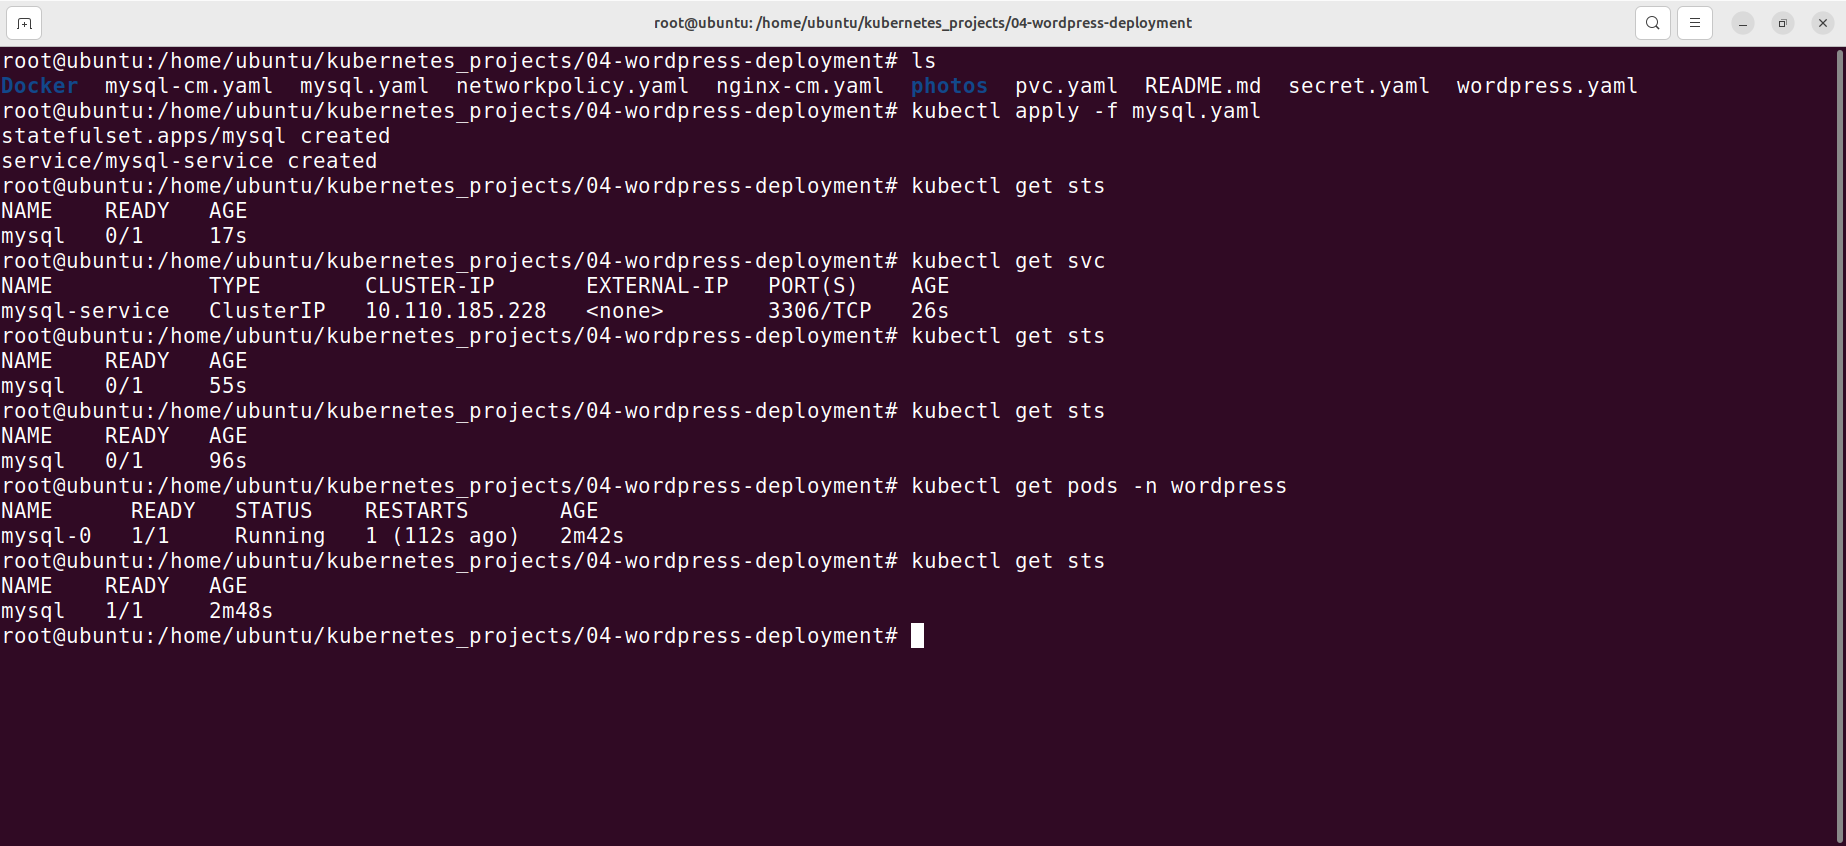 root@ubuntu: /home/ubuntu/kubernetes_projects/04-wordpress-deployment
root@ubuntu:/home/ubuntu/kubernetes_projects/04-wordpress-deployment# ls
Docker  mysql-cm.yaml  mysql.yaml  networkpolicy.yaml  nginx-cm.yaml  photos  pvc.yaml  README.md  secret.yaml  wordpress.yaml
root@ubuntu:/home/ubuntu/kubernetes_projects/04-wordpress-deployment# kubectl apply -f mysql.yaml
statefulset.apps/mysql created
service/mysql-service created
root@ubuntu:/home/ubuntu/kubernetes_projects/04-wordpress-deployment# kubectl get sts
NAME    READY   AGE
mysql   0/1     17s
root@ubuntu:/home/ubuntu/kubernetes_projects/04-wordpress-deployment# kubectl get svc
NAME            TYPE        CLUSTER-IP       EXTERNAL-IP   PORT(S)    AGE
mysql-service   ClusterIP   10.110.185.228   <none>        3306/TCP   26s
root@ubuntu:/home/ubuntu/kubernetes_projects/04-wordpress-deployment# kubectl get sts
NAME    READY   AGE
mysql   0/1     55s
root@ubuntu:/home/ubuntu/kubernetes_projects/04-wordpress-deployment# kubectl get sts
NAME    READY   AGE
mysql   0/1     96s
root@ubuntu:/home/ubuntu/kubernetes_projects/04-wordpress-deployment# kubectl get pods -n wordpress
NAME      READY   STATUS    RESTARTS       AGE
mysql-0   1/1     Running   1 (112s ago)   2m42s
root@ubuntu:/home/ubuntu/kubernetes_projects/04-wordpress-deployment# kubectl get sts
NAME    READY   AGE
mysql   1/1     2m48s
root@ubuntu:/home/ubuntu/kubernetes_projects/04-wordpress-deployment#